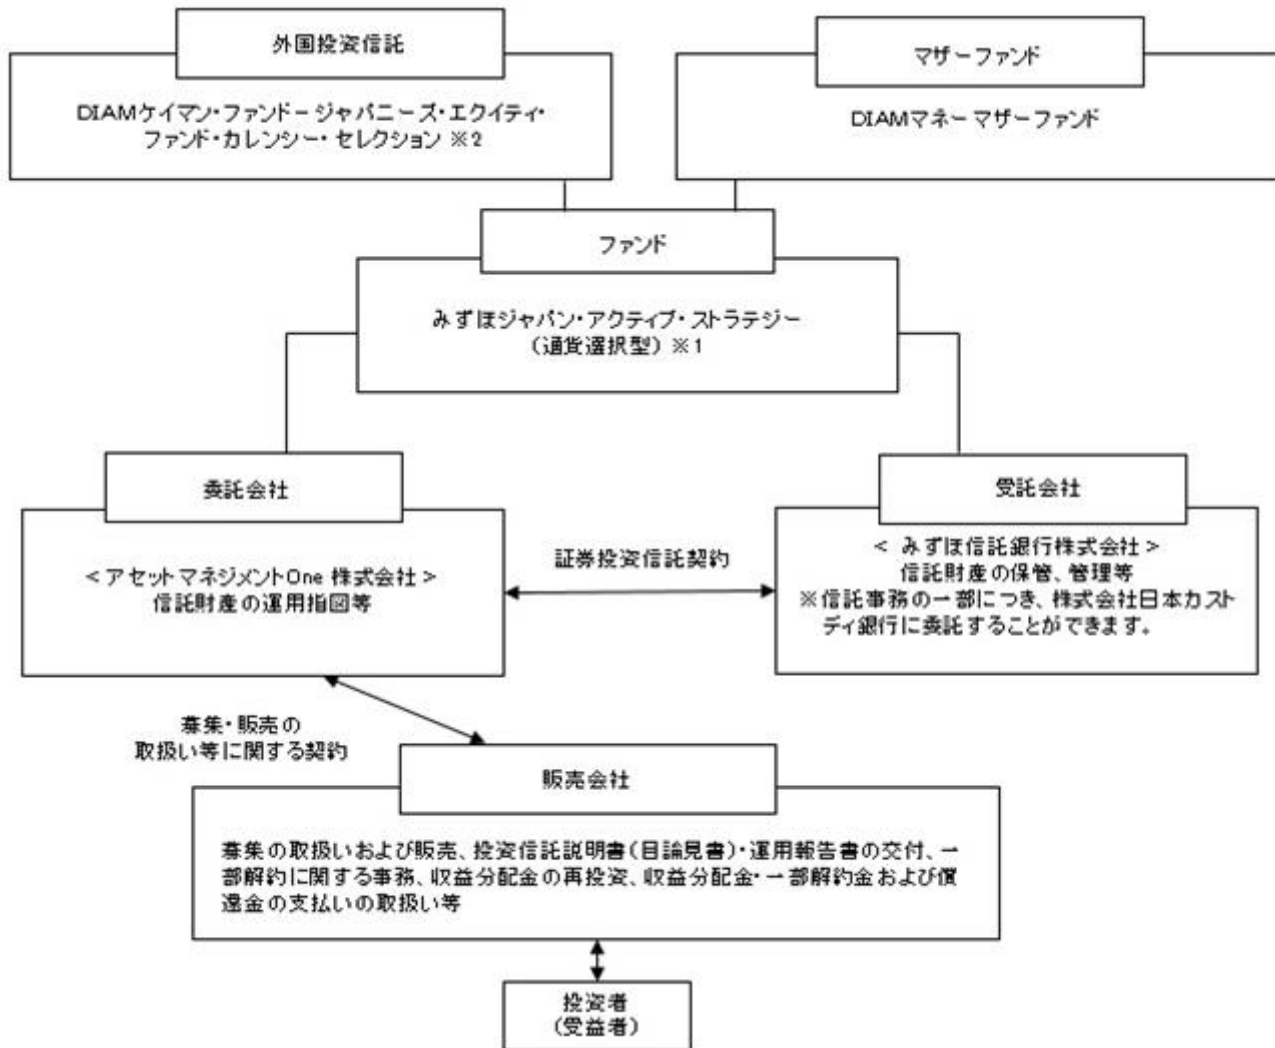 外国投資信託
DIAMケイマン・ファンド－ジャパニーズ・エクイティ・
ファンド・カレンシー・セレクション ※2
マザーファンド
DIAMマネーマザーファンド
ファンド
みずほジャパン・アクティブ・ストラテジー
（通貨選択型）※1
委託会社
＜アセットマネジメントOne 株式会社＞
信託財産の運用指図等
証券投資信託契約
受託会社
＜ みずほ信託銀行株式会社＞
信託財産の保管、管理等
※信託事務の一部につき、株式会社日本カスト
ディ銀行に委託することができます。
募集・販売の
取扱い等に関する契約
販売会社
募集の取扱いおよび販売、投資信託説明書(目論見書)・運用報告書の交付、一
部解約に関する事務、収益分配金の再投資、収益分配金・一部解約金および償
還金の支払いの取扱い等
投資者
（受益者）